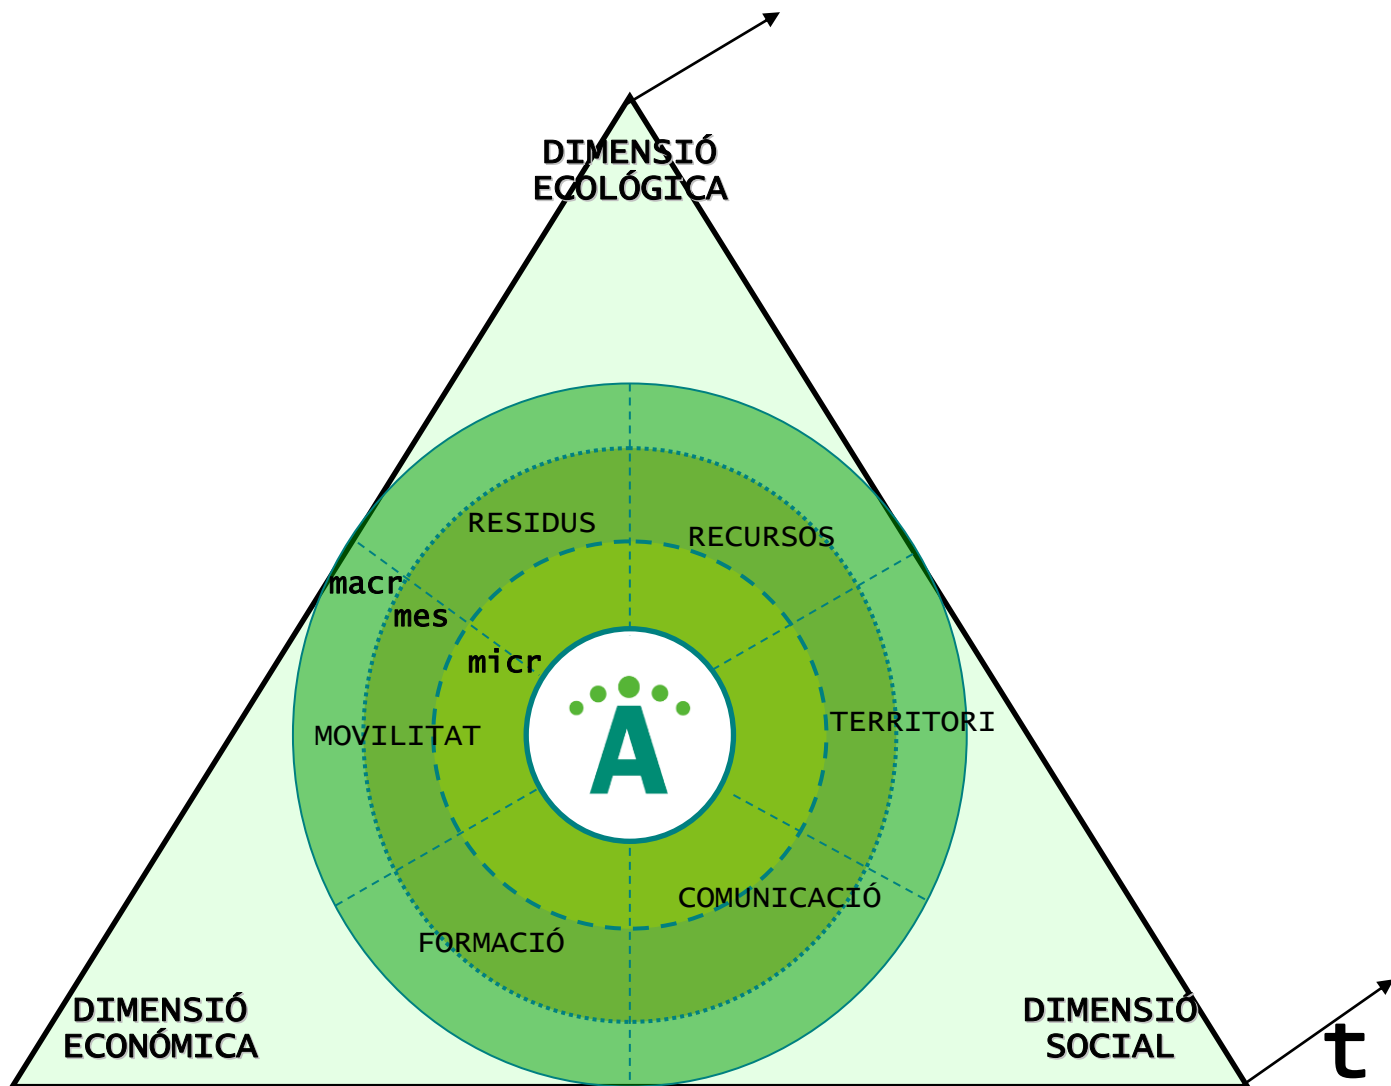 DIMENSIÓ
ECOLÓGICA
RESIDUS
RECURSOS
macr
mes
micr
A
MOVILITAT
TERRITORI
COMUNICACIÓ
FORMACIÓ
DIMENSIÓ
ECONÓMICA
DIMENSIÓ
SOCIAL
t